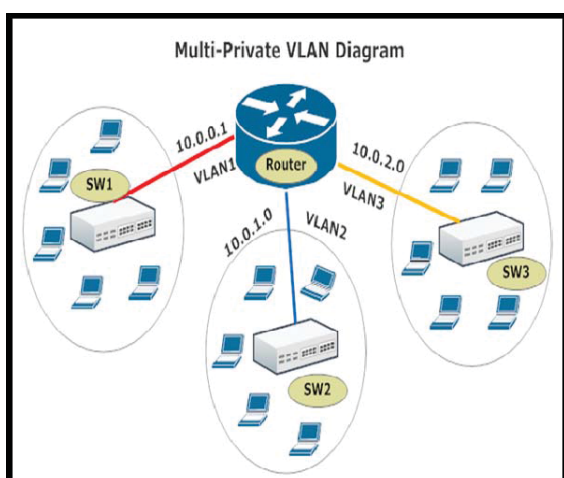 Multi-Private VLAN Diagram
10.0.0.1
VLAN1
Router
10.0.2.0
VLAN3
SW1
10.0.1.0
VLAN2
SW3
SW2